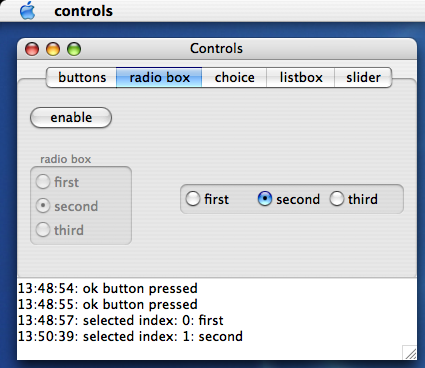 controls
Controls
buttons radio box choice listbox slider
enable
radio box
first
second
third
first second third
13:48:54: ok button pressed
13:48:55: ok button pressed
13:48:57: selected index: 0: first
13:50:39: selected index: 1: second